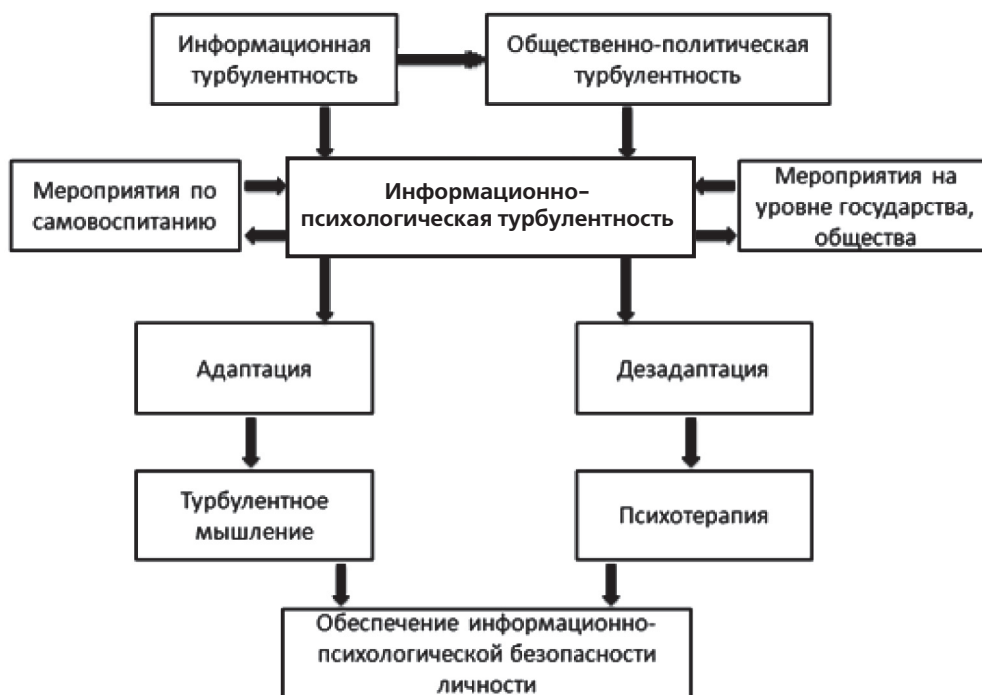 Информационная
турбулентность
Общественно-политическая
турбулентность
Мероприятия по
самовоспитанию
Информационно-
психологическая турбулентность
Мероприятия на
уровне государства,
общества
Адаптация
Дезадаптация
Турбулентное
мышление
Психотерапия
Обеспечение информационно-
психологической безопасности
личности